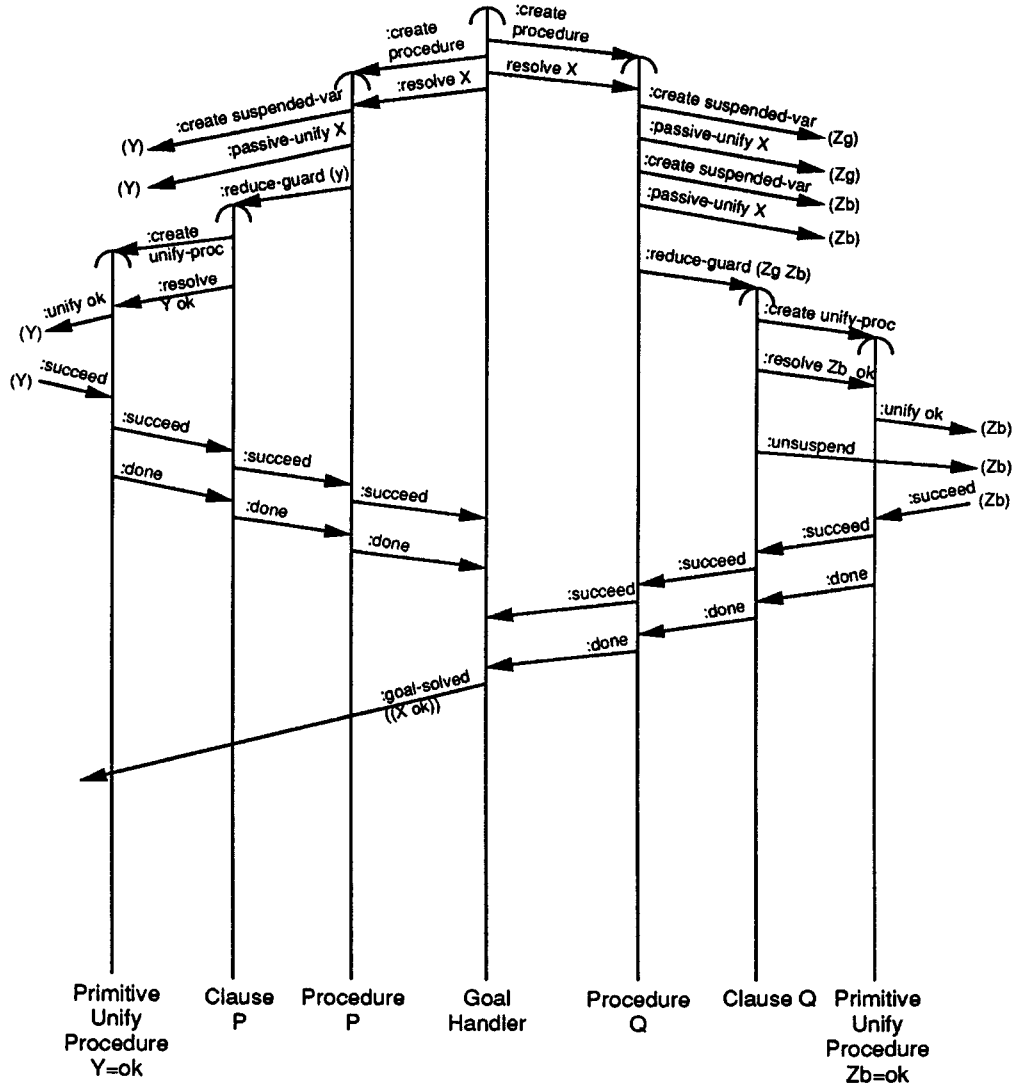 :create
procedure
:create
procedure
:resolve X
resolve X
:create suspended-var
(Y)
:create suspended-var
(Zg)
:passive-unify X
(Y)
:passive-unify X
(Zg)
:create suspended-var
(Zb)
:reduce-guard (y)
:passive-unify X
(Zb)
:create
unify-proc
:reduce-guard (Zg Zb)
:resolve
Y ok
:unify ok
(Y)
:create unify-proc
:resolve Zb ok
:succeed
(Y)
:unify ok
(Zb)
:succeed
:unsuspend
(Zb)
:succeed
:done
:succeed
:succeed
(Zb)
:done
:succeed
:done
:succeed
:done
:succeed
:done
:done
:goal-solved
((X ok))
Primitive
Unify
Procedure
Y=ok
Clause
P
Procedure
P
Goal
Handler
Procedure
Q
Clause Q
Primitive
Unify
Procedure
Zb=ok